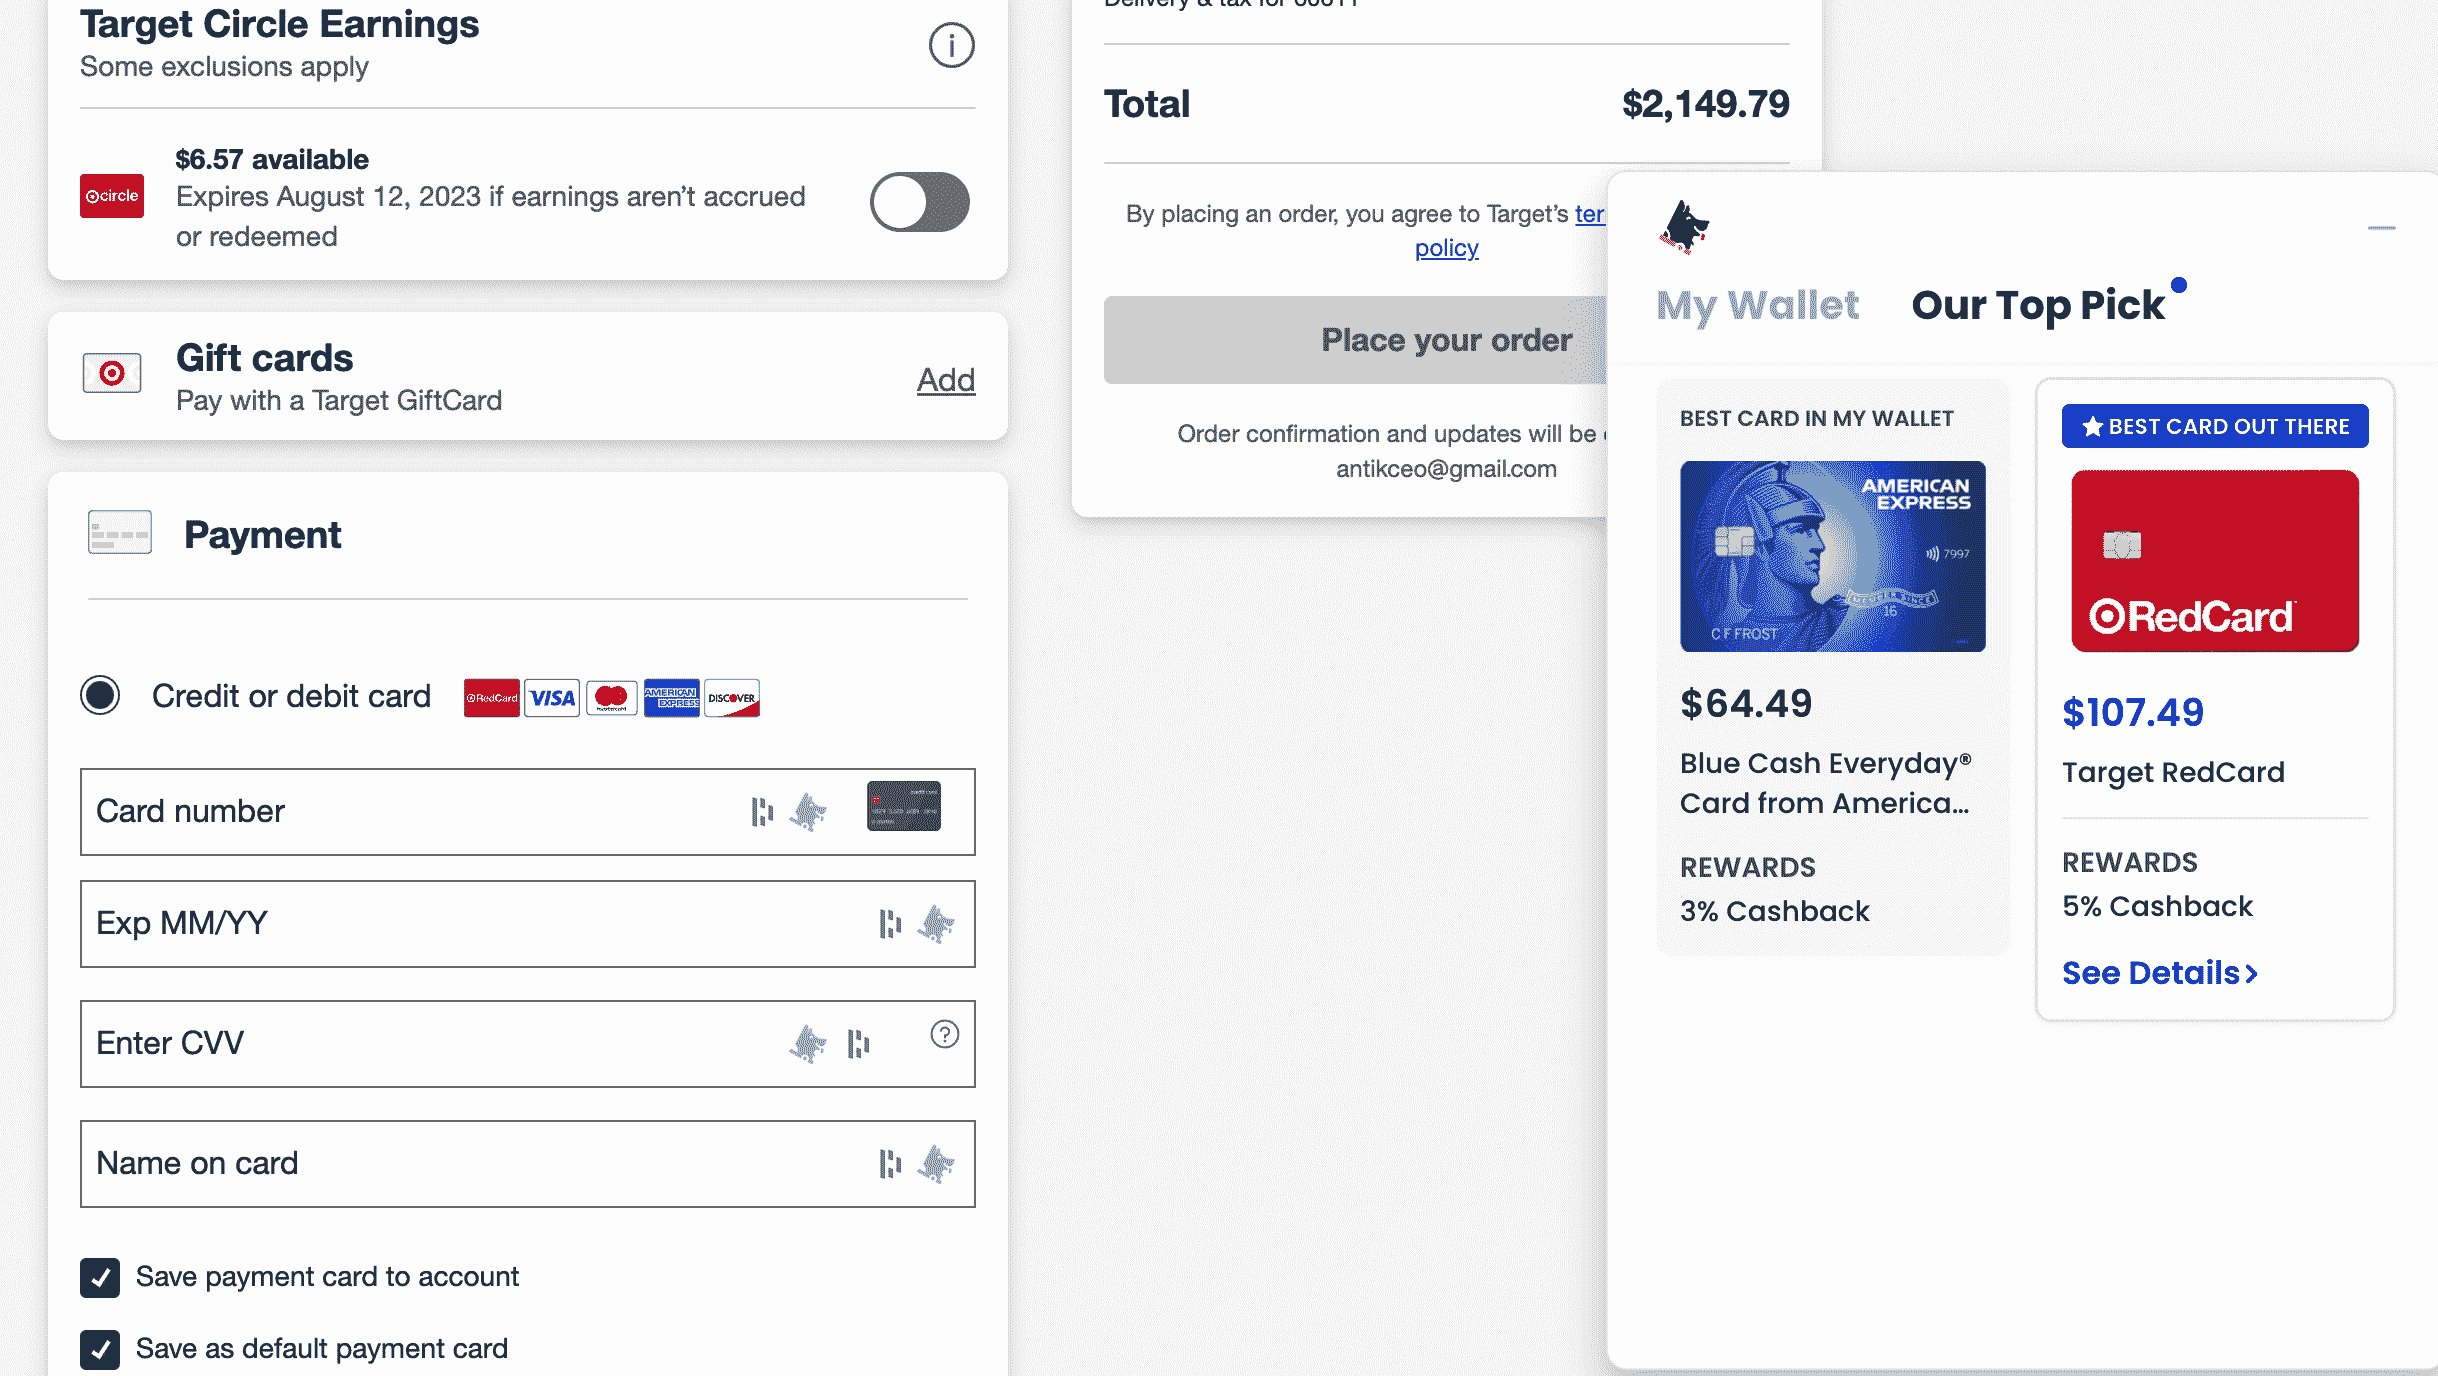 Target Circle Earnings
Some exclusions apply
$6.57 available
circle
Expires August 12, 2023 if earnings aren't accrued
or redeemed
Gift cards
Pay with a Target GiftCard
Add
Payment
Credit or debit card
RedCard
VISA
mastercard
AMERICAN
EXPRESS
DISCOVER
Card number
Exp MM/YY
Enter CVV
Name on card
Save payment card to account
Save as default payment card
Total $2,149.79
By placing an order, you agree to Target's
policy
Place your order
Order confirmation and updates will be
antikceo@gmail.com
My Wallet Our Top Pick
BEST CARD IN MY WALLET
AMERICAN
EXPRESS
7997
MEMBER SINCE
16
C F FROST
$64.49
Blue Cash Everyday®
Card from America...
REWARDS
3% Cashback
BEST CARD OUT THERE
RedCard
$107.49
Target RedCard
REWARDS
5% Cashback
See Details